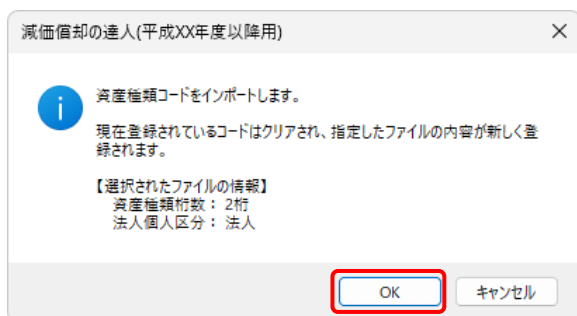 減価償却の達人(平成XX年度以降用)
資産種類コードをインポートします。
現在登録されているコードはクリアされ、指定したファイルの内容が新しく登
録されます。
【選択されたファイルの情報】
資産種類桁数： 2桁
法人個人区分： 法人
OK
キャンセル